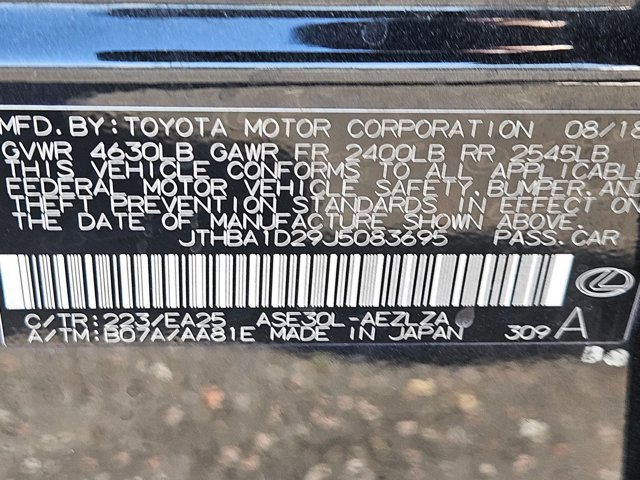 MFD. BY: TOYOTA MOTOR CORPORATION 08/1
GVWR 4630LB GAWR FR 2400LB RR 2545LB
THIS VEHICLE CONFORMS TO ALL APPLICABLE
FEDERAL MOTOR VEHICLE SAFETY, BUMPER, AND
THEFT PREVENTION STANDARDS IN EFFECT ON
THE DATE OF MANUFACTURE SHOWN ABOVE.
JTHBA1D29J5083695 PASS. CAR
C/TR: 223/EA25 ASE30L-AEZLZA
A/TM: B07A/AA81E MADE IN JAPAN 309 A